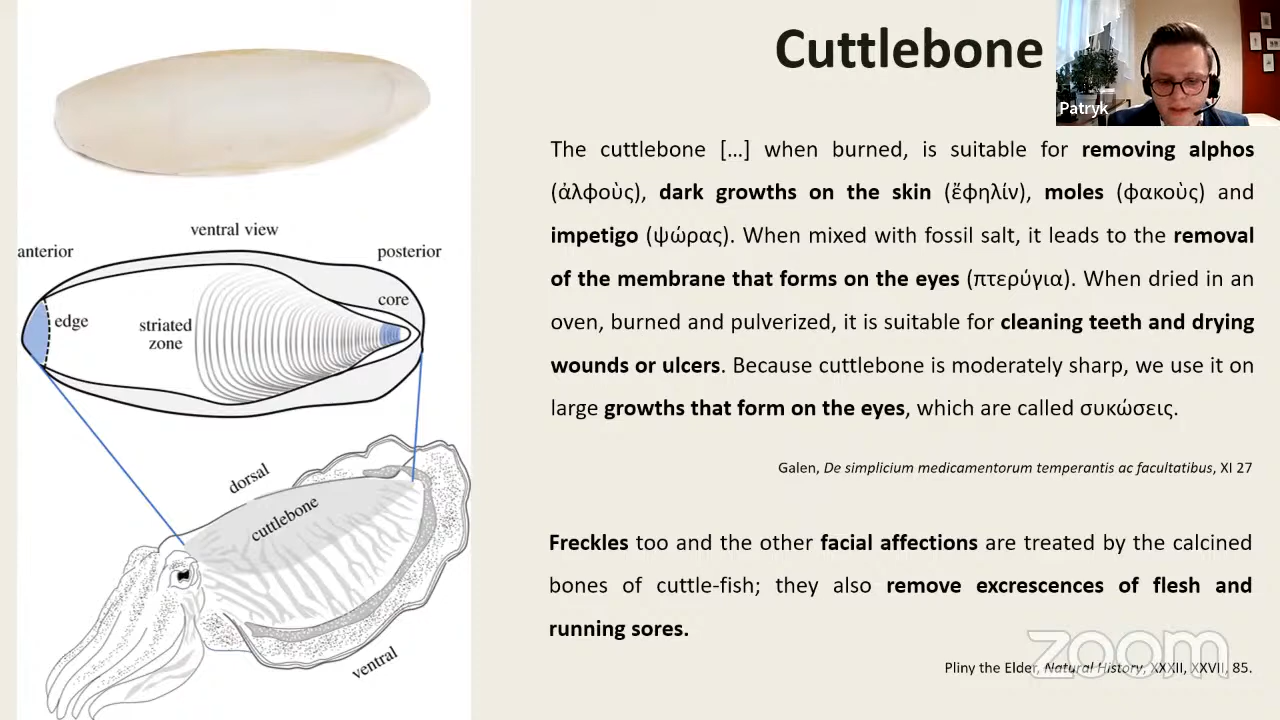 Cuttlebone
Patryk
The cuttlebone […] when burned, is suitable for removing alphos
(ἀλφοὺς), dark growths on the skin (ἔφηλίν), moles (φακοὺς) and
impetigo (ψώρας). When mixed with fossil salt, it leads to the removal
of the membrane that forms on the eyes (πτερύγια). When dried in an
oven, burned and pulverized, it is suitable for cleaning teeth and drying
wounds or ulcers. Because cuttlebone is moderately sharp, we use it on
large growths that form on the eyes, which are called συκώσεις.
Galen, De simplicium medicamentorum temperantis ac facultatibus, XI 27
Freckles too and the other facial affections are treated by the calcined
bones of cuttle-fish; they also remove excrescences of flesh and
running sores.
Pliny the Elder, Natural History, XXXII, XXVII, 85.
zoom
ventral view
anterior
posterior
core
edge
striated
zone
dorsal
cuttlebone
ventral